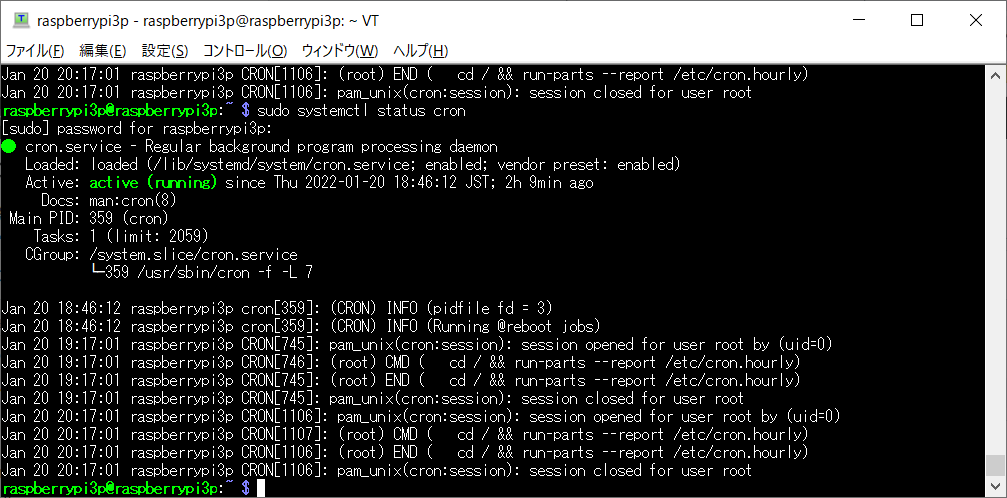 raspberrypi3p - raspberrypi3p@raspberrypi3p: ~ VT
ファイル(F) 編集(E) 設定(S) コントロール(O) ウィンドウ(W) ヘルプ(H)
Jan 20 20:17:01 raspberrypi3p CRON[1106]: (root) END (   cd / && run-parts --report /etc/cron.hourly)
Jan 20 20:17:01 raspberrypi3p CRON[1106]: pam_unix(cron:session): session closed for user root
raspberrypi3p@raspberrypi3p:~ $ sudo systemctl status cron
[sudo] password for raspberrypi3p:
● cron.service - Regular background program processing daemon
   Loaded: loaded (/lib/systemd/system/cron.service; enabled; vendor preset: enabled)
   Active: active (running) since Thu 2022-01-20 18:46:12 JST; 2h 9min ago
     Docs: man:cron(8)
 Main PID: 359 (cron)
    Tasks: 1 (limit: 2059)
   CGroup: /system.slice/cron.service
           └─359 /usr/sbin/cron -f -L 7
Jan 20 18:46:12 raspberrypi3p cron[359]: (CRON) INFO (pidfile fd = 3)
Jan 20 18:46:12 raspberrypi3p cron[359]: (CRON) INFO (Running @reboot jobs)
Jan 20 19:17:01 raspberrypi3p CRON[745]: pam_unix(cron:session): session opened for user root by (uid=0)
Jan 20 19:17:01 raspberrypi3p CRON[746]: (root) CMD (   cd / && run-parts --report /etc/cron.hourly)
Jan 20 19:17:01 raspberrypi3p CRON[745]: (root) END (   cd / && run-parts --report /etc/cron.hourly)
Jan 20 19:17:01 raspberrypi3p CRON[745]: pam_unix(cron:session): session closed for user root
Jan 20 20:17:01 raspberrypi3p CRON[1106]: pam_unix(cron:session): session opened for user root by (uid=0)
Jan 20 20:17:01 raspberrypi3p CRON[1107]: (root) CMD (   cd / && run-parts --report /etc/cron.hourly)
Jan 20 20:17:01 raspberrypi3p CRON[1106]: (root) END (   cd / && run-parts --report /etc/cron.hourly)
Jan 20 20:17:01 raspberrypi3p CRON[1106]: pam_unix(cron:session): session closed for user root
raspberrypi3p@raspberrypi3p:~ $